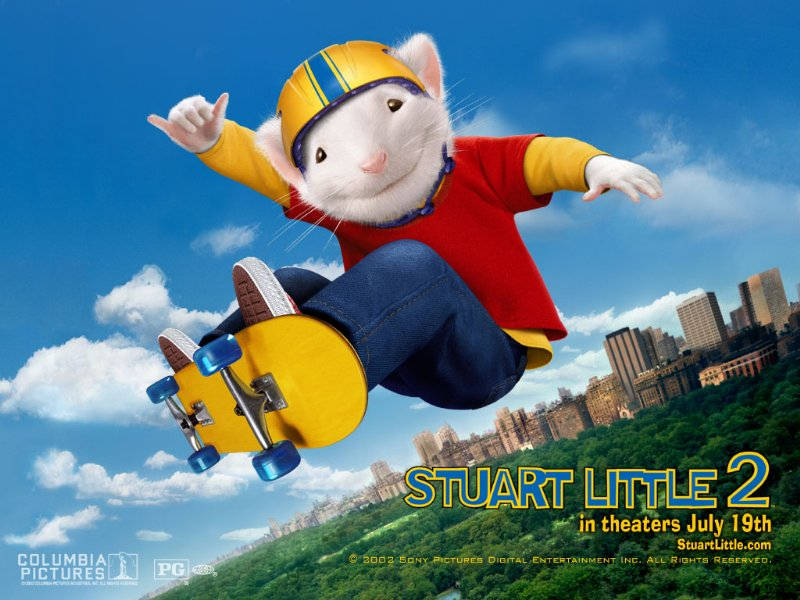 STUART LITTLE 2
in theaters July 19th
StuartLittle.com
© 2002 Sony Pictures Digital Entertainment Inc. All Rights Reserved.
COLUMBIA
PICTURES
PG